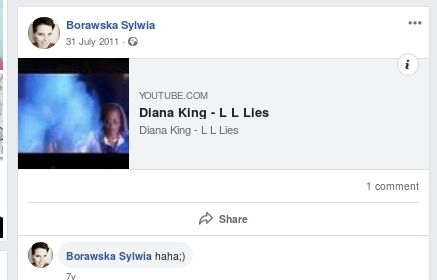 Borawska Sylwia
31 July 2011 ·
YOUTUBE.COM
Diana King - L L Lies
Diana King - L L Lies
1 comment
Share
Borawska Sylwia haha;)
7y